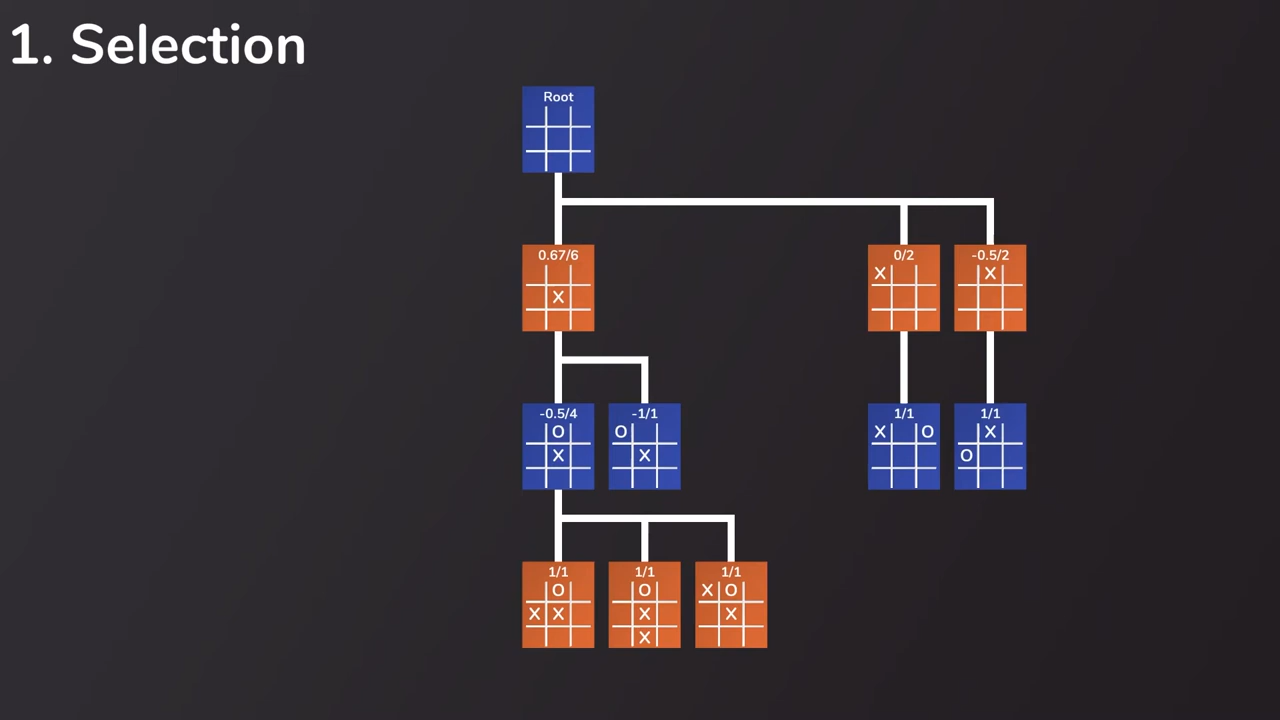 1. Selection
Root
0.67/6
X
0/2
X
-0.5/2
X
-0.5/4
O
X
-1/1
O
X
1/1
X O
1/1
X
O
1/1
O
X X
1/1
O
X
X
1/1
X O
X